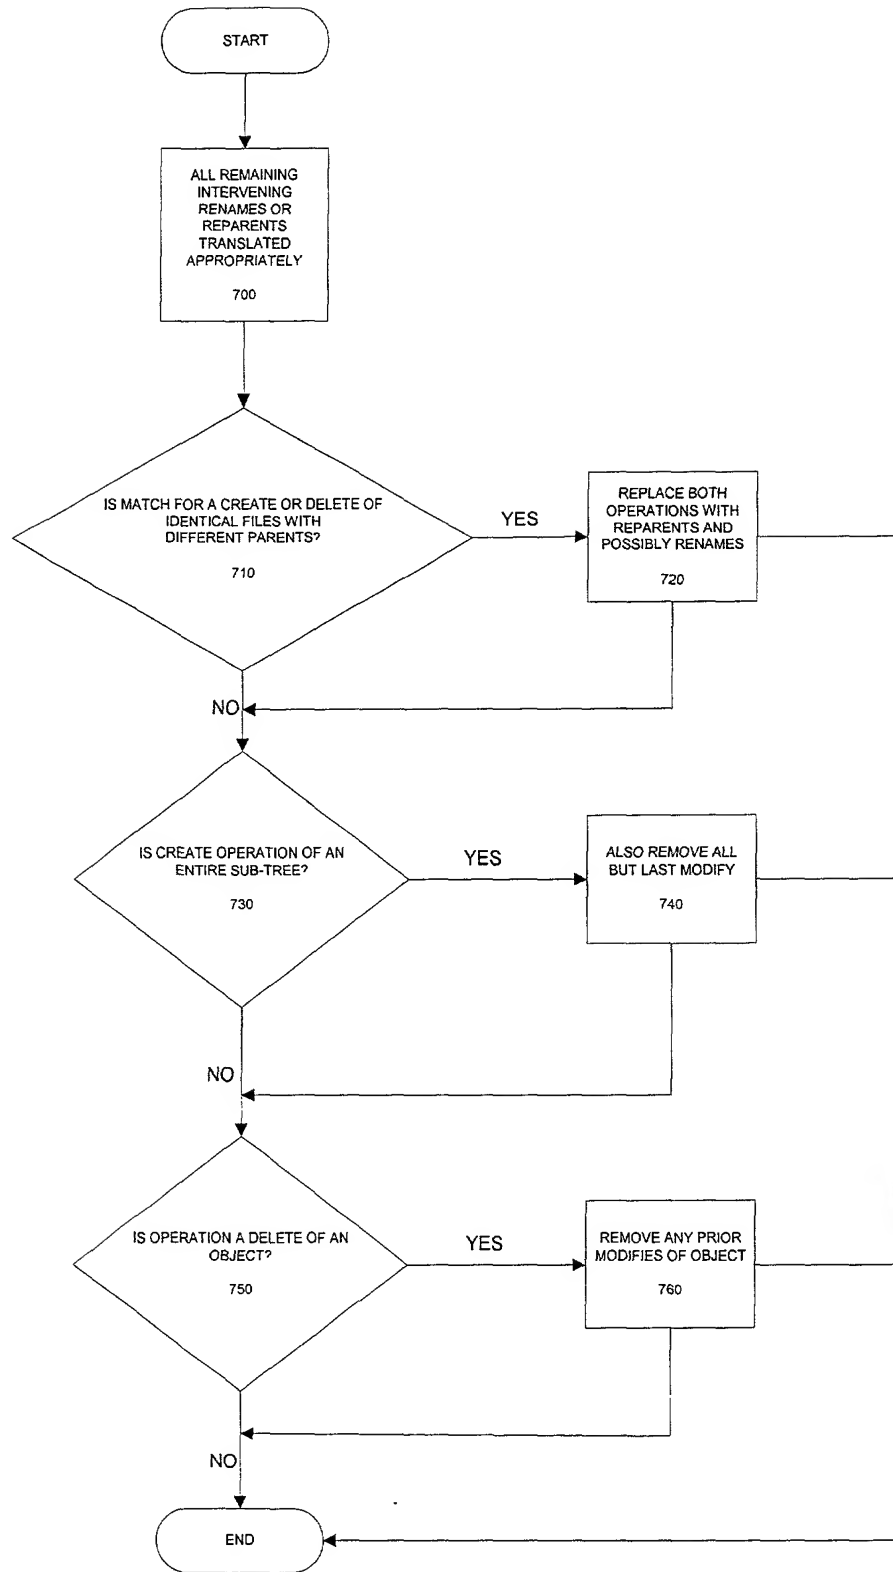 START
ALL REMAINING
INTERVENING
RENAMES OR
REPARENTS
TRANSLATED
APPROPRIATELY
700
IS MATCH FOR A CREATE OR DELETE OF
IDENTICAL FILES WITH
DIFFERENT PARENTS?
710
YES
REPLACE BOTH
OPERATIONS WITH
REPARENTS AND
POSSIBLY RENAMES
720
NO
IS CREATE OPERATION OF AN
ENTIRE SUB-TREE?
730
YES
ALSO REMOVE ALL
BUT LAST MODIFY
740
NO
IS OPERATION A DELETE OF AN
OBJECT?
750
YES
REMOVE ANY PRIOR
MODIFIES OF OBJECT
760
NO
END